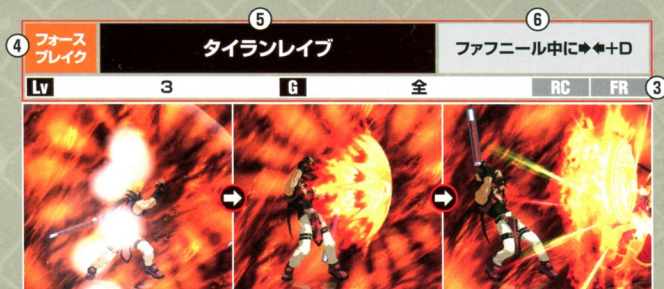 ⑤
⑥
④
フォース
ブレイク
タイランレイブ
ファフニール中に➡⬅+D
Lv 3 G 全 RC FR
③